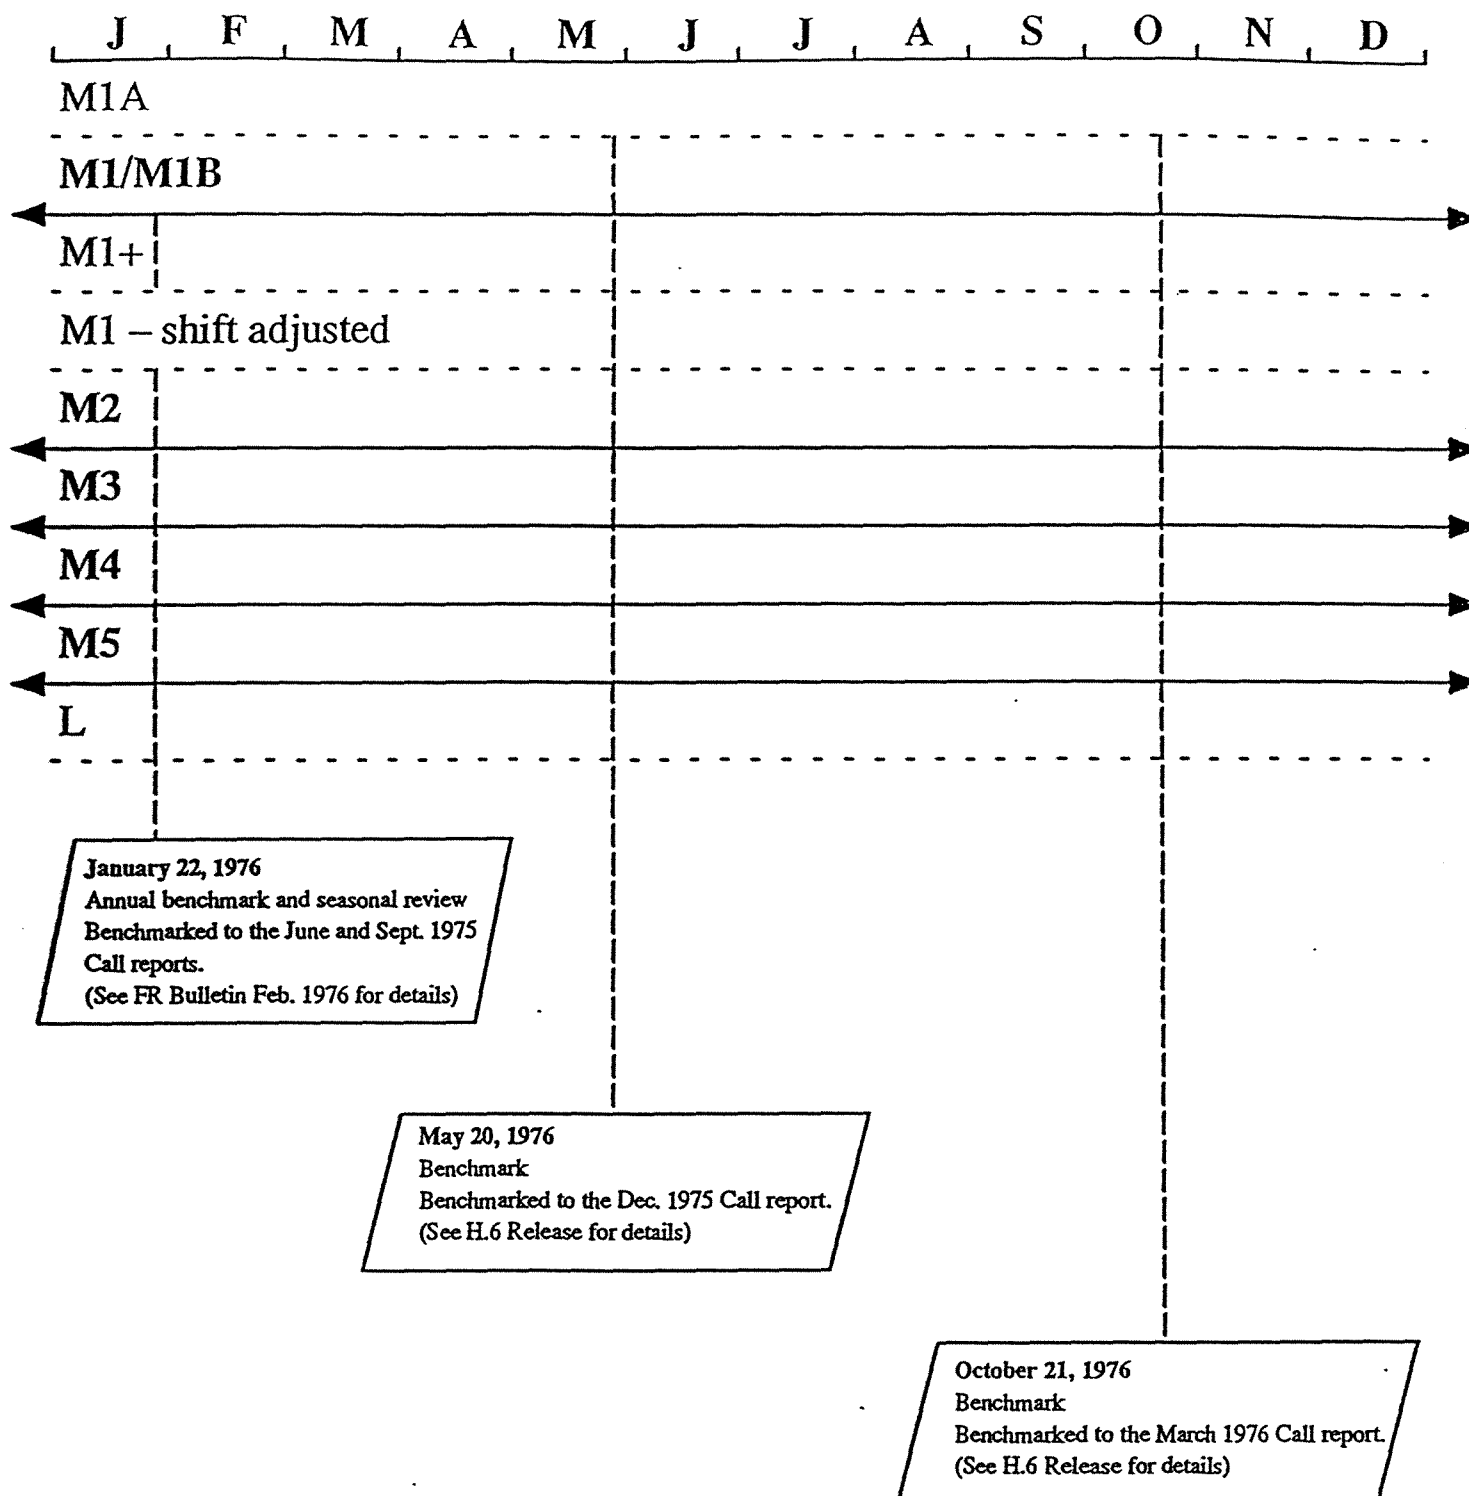 J F M A M J J A S O N D
M1A
M1/M1B
M1+
M1 – shift adjusted
M2
M3
M4
M5
L
January 22, 1976
Annual benchmark and seasonal review
Benchmarked to the June and Sept. 1975
Call reports.
(See FR Bulletin Feb. 1976 for details)
May 20, 1976
Benchmark
Benchmarked to the Dec. 1975 Call report.
(See H.6 Release for details)
October 21, 1976
Benchmark
Benchmarked to the March 1976 Call report.
(See H.6 Release for details)